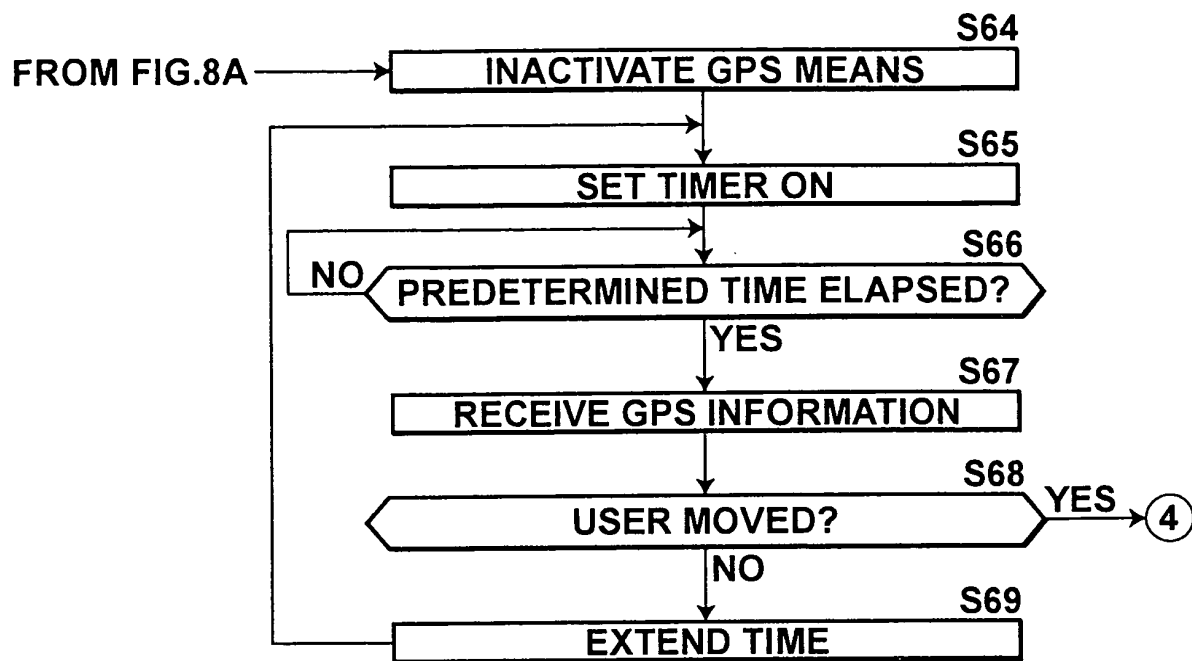 S64
FROM FIG.8A
INACTIVATE GPS MEANS
S65
SET TIMER ON
S66
NO
PREDETERMINED TIME ELAPSED?
YES
S67
RECEIVE GPS INFORMATION
S68
USER MOVED?
YES
4
NO
S69
EXTEND TIME